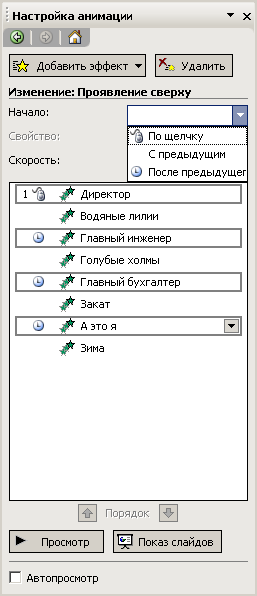 Настройка анимации
Добавить эффект
Удалить
Изменение: Проявление сверху
Начало:
По щелчку
Свойство:
С предыдущим
Скорость:
После предыдущег
1 Директор
Водяные лилии
Главный инженер
Голубые холмы
Главный бухгалтер
Закат
А это я
Зима
Порядок
Просмотр
Показ слайдов
Автопросмотр